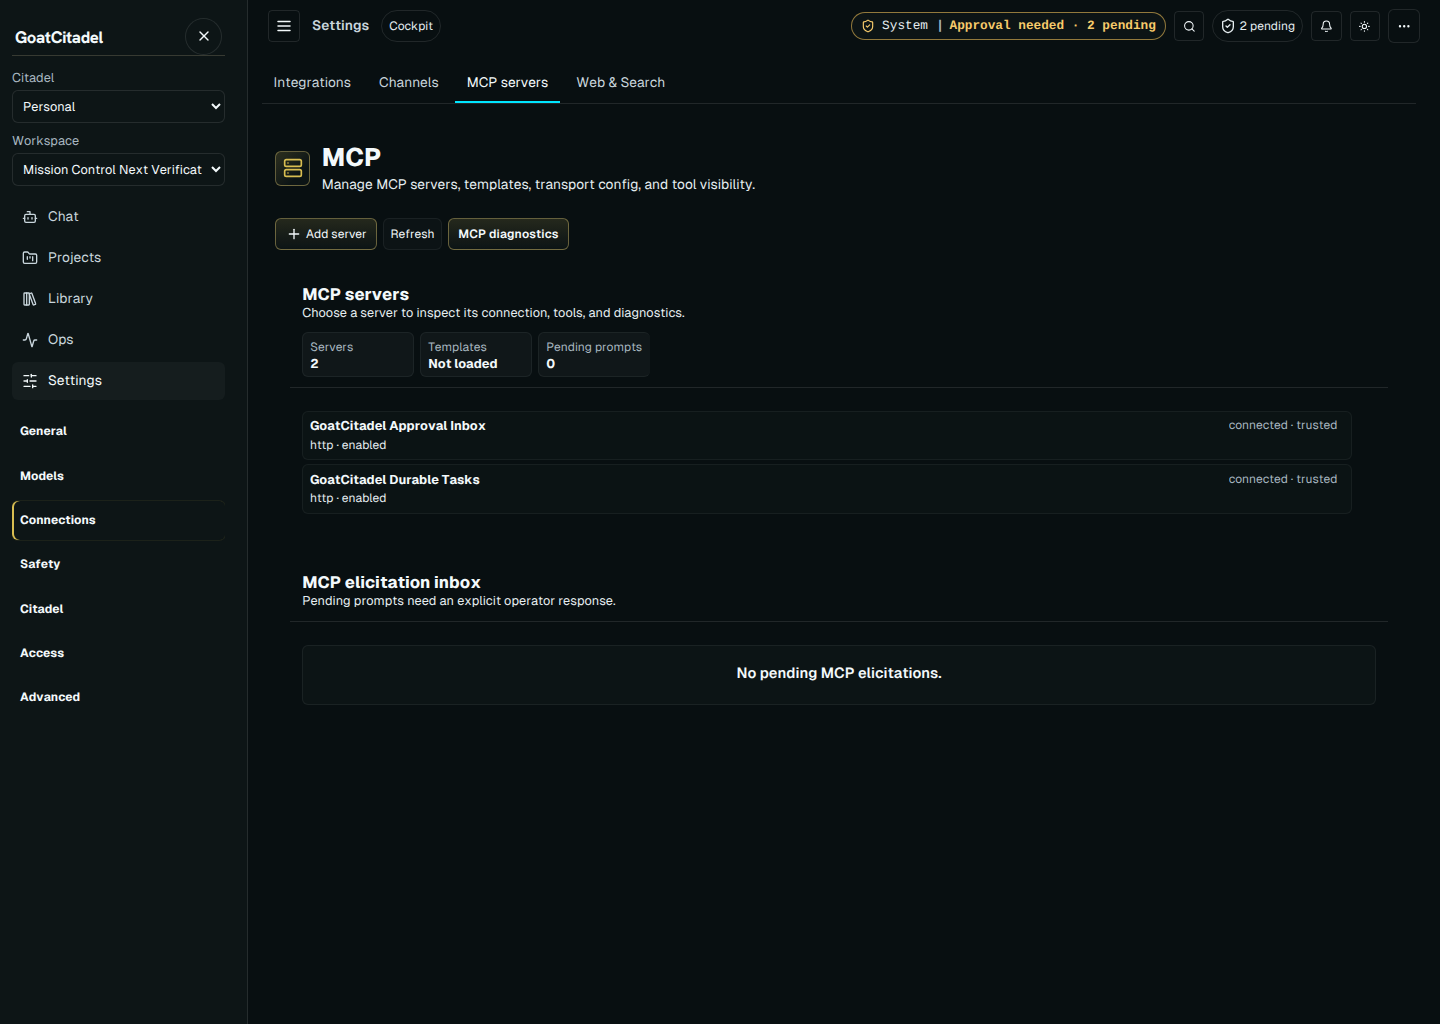 GoatCitadel
Citadel
Personal
Workspace
Mission Control Next Verificat
Chat
Projects
Library
Ops
Settings
General
Models
Connections
Safety
Citadel
Access
Advanced
Settings
Cockpit
System | Approval needed · 2 pending
2 pending
Integrations
Channels
MCP servers
Web & Search
MCP
Manage MCP servers, templates, transport config, and tool visibility.
Add server
Refresh
MCP diagnostics
MCP servers
Choose a server to inspect its connection, tools, and diagnostics.
Servers
2
Templates
Not loaded
Pending prompts
0
GoatCitadel Approval Inbox
connected · trusted
http · enabled
GoatCitadel Durable Tasks
connected · trusted
http · enabled
MCP elicitation inbox
Pending prompts need an explicit operator response.
No pending MCP elicitations.